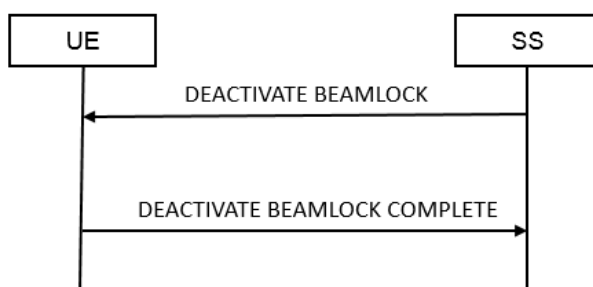 UE
SS
DEACTIVATE BEAMLOCK
DEACTIVATE BEAMLOCK COMPLETE